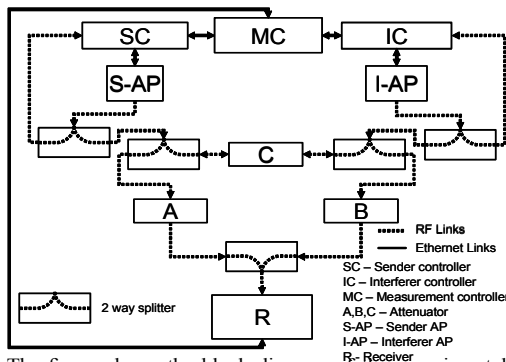 SC
MC
IC
S-AP
I-AP
C
A
B
RF Links
Ethernet Links
SC – Sender controller
IC – Interferer controller
MC – Measurement controller
A,B,C – Attenuator
S-AP – Sender AP
I-AP – Interferer AP
R - Receiver
2 way splitter
R